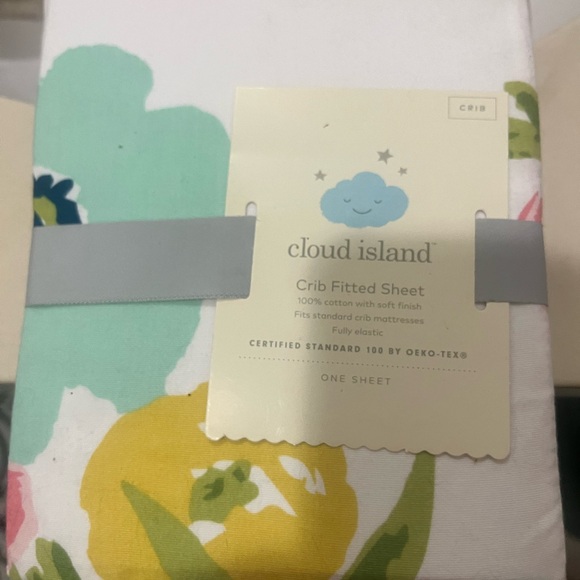 CRIB
cloud island™
Crib Fitted Sheet
100% cotton with soft finish
Fits standard crib mattresses
Fully elastic
CERTIFIED STANDARD 100 BY OEKO-TEX®
ONE SHEET